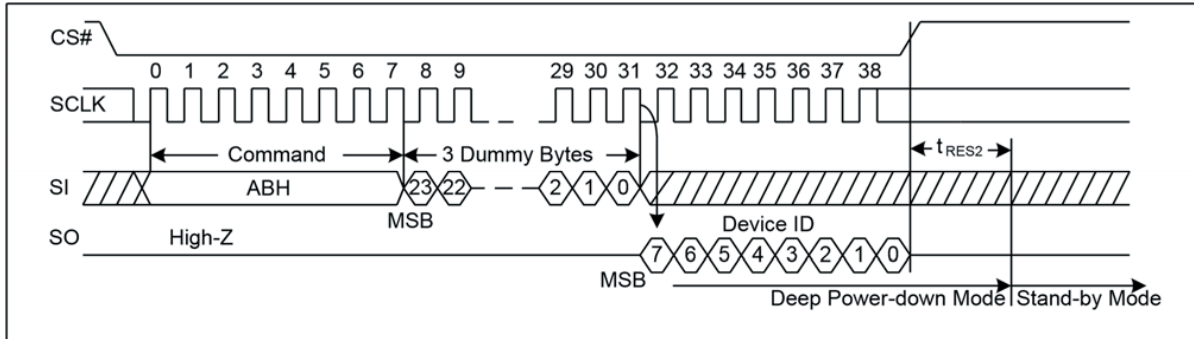 CS#
0 1 2 3 4 5 6 7 8 9 29 30 31 32 33 34 35 36 37 38
SCLK
Command 3 Dummy Bytes tRES2
SI ABH 23 22 2 1 0
MSB Device ID
SO High-Z
7 6 5 4 3 2 1 0
MSB
Deep Power-down Mode Stand-by Mode